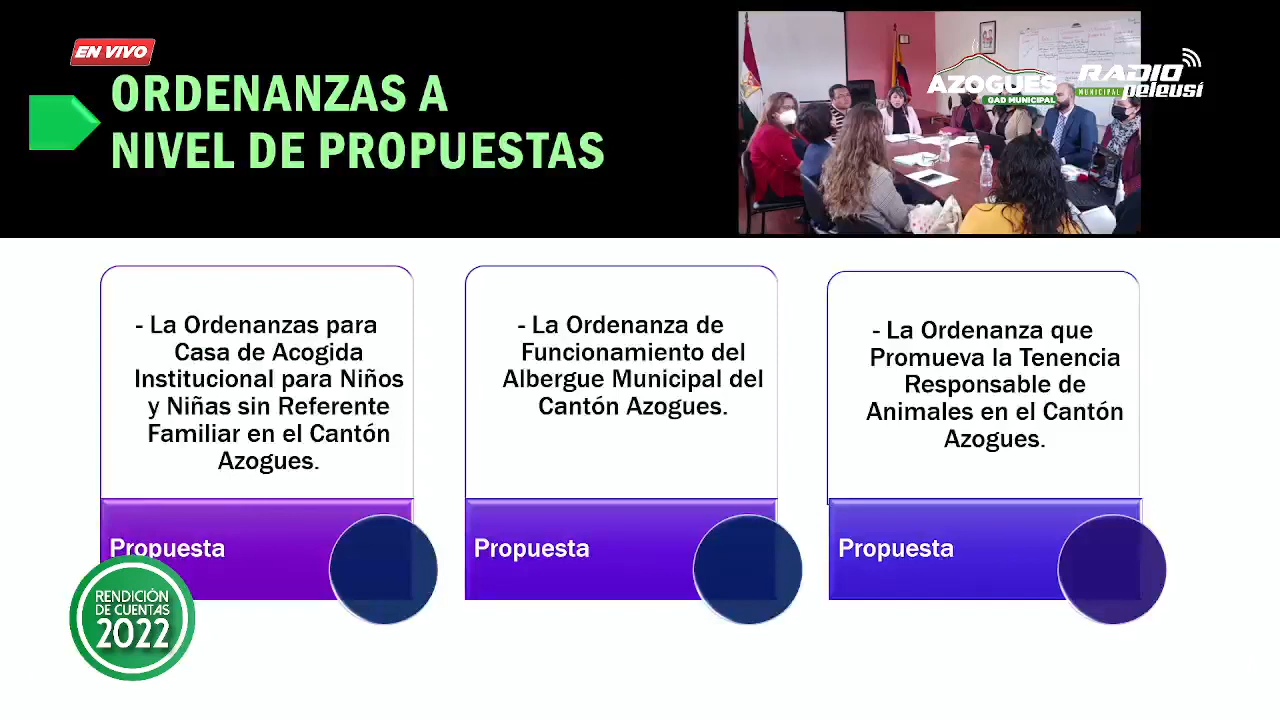 EN VIVO
ORDENANZAS A
NIVEL DE PROPUESTAS
AZOGUES
GAD MUNICIPAL
RADIO
MUNICIPAL
peleusí
- La Ordenanzas para
Casa de Acogida
Institucional para Niños
y Niñas sin Referente
Familiar en el Cantón
Azogues.
Propuesta
- La Ordenanza de
Funcionamiento del
Albergue Municipal del
Cantón Azogues.
Propuesta
- La Ordenanza que
Promueva la Tenencia
Responsable de
Animales en el Cantón
Azogues.
Propuesta
RENDICIÓN
DE CUENTAS
2022